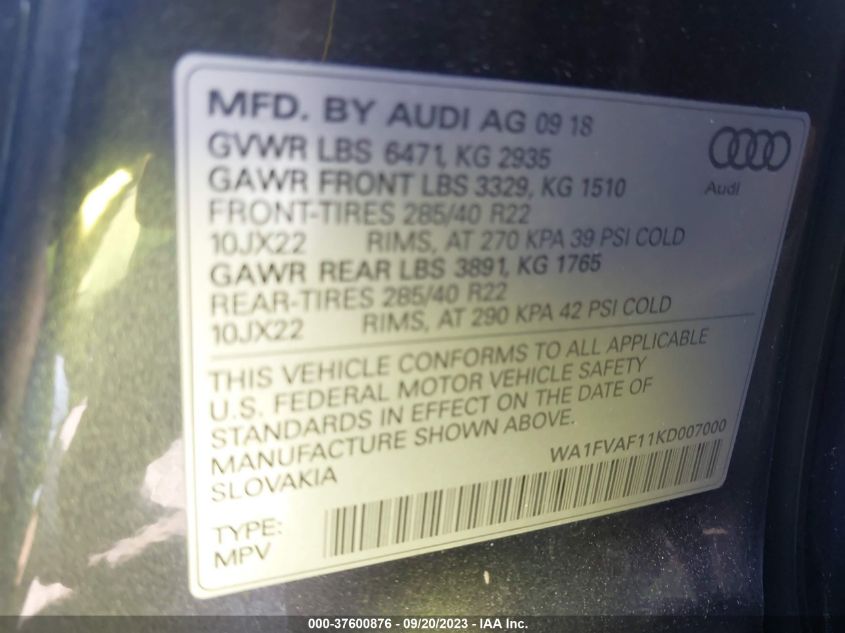 MFD. BY AUDI AG 09 18
GVWR LBS 6471, KG 2935
GAWR FRONT LBS 3329, KG 1510
FRONT-TIRES 285/40 R22
10JX22 RIMS, AT 270 KPA 39 PSI COLD
GAWR REAR LBS 3891, KG 1765
REAR-TIRES 285/40 R22
10JX22 RIMS, AT 290 KPA 42 PSI COLD
Audi
THIS VEHICLE CONFORMS TO ALL APPLICABLE
U.S. FEDERAL MOTOR VEHICLE SAFETY
STANDARDS IN EFFECT ON THE DATE OF
MANUFACTURE SHOWN ABOVE.
SLOVAKIA
WA1FVAF11KD007000
TYPE:
MPV
000-37600876 - 09/20/2023 - IAA Inc.